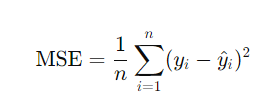 MSE = \frac{1}{n} \sum_{i=1}^{n} (y_i - \hat{y}_i)^2